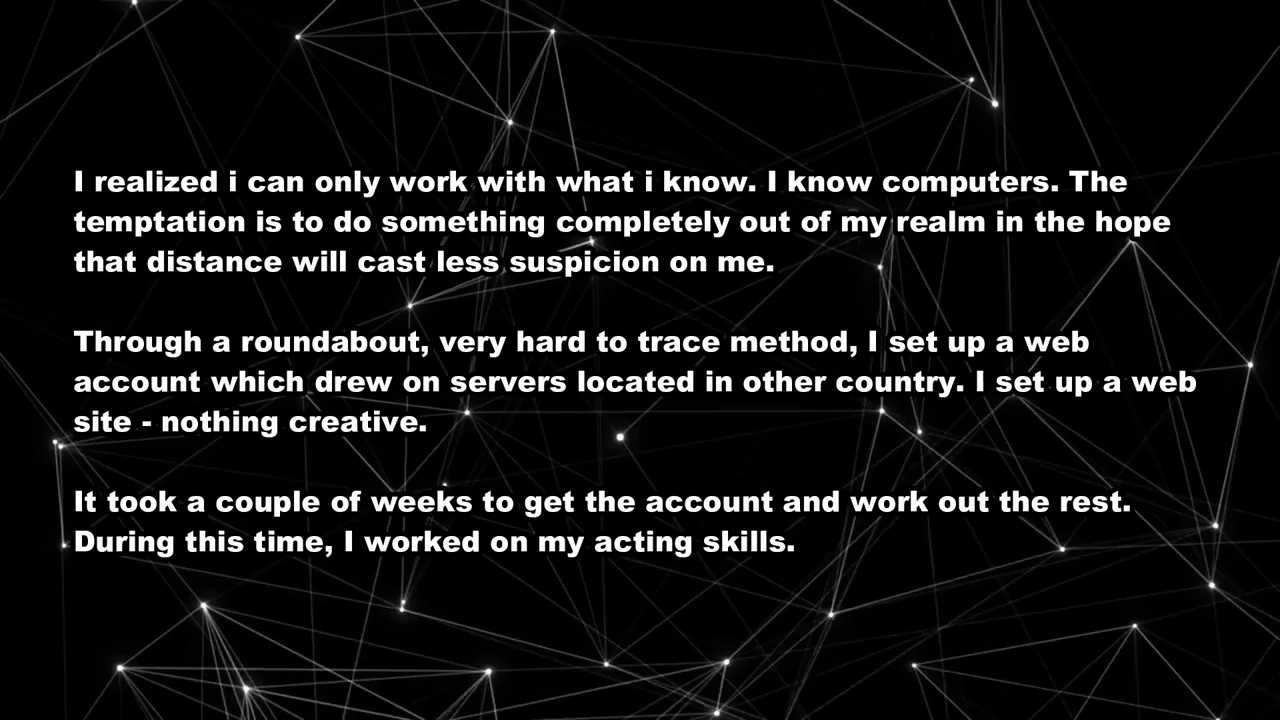 I realized i can only work with what i know. I know computers. The
temptation is to do something completely out of my realm in the hope
that distance will cast less suspicion on me.
Through a roundabout, very hard to trace method, I set up a web
account which drew on servers located in other country. I set up a web
site - nothing creative.
It took a couple of weeks to get the account and work out the rest.
During this time, I worked on my acting skills.